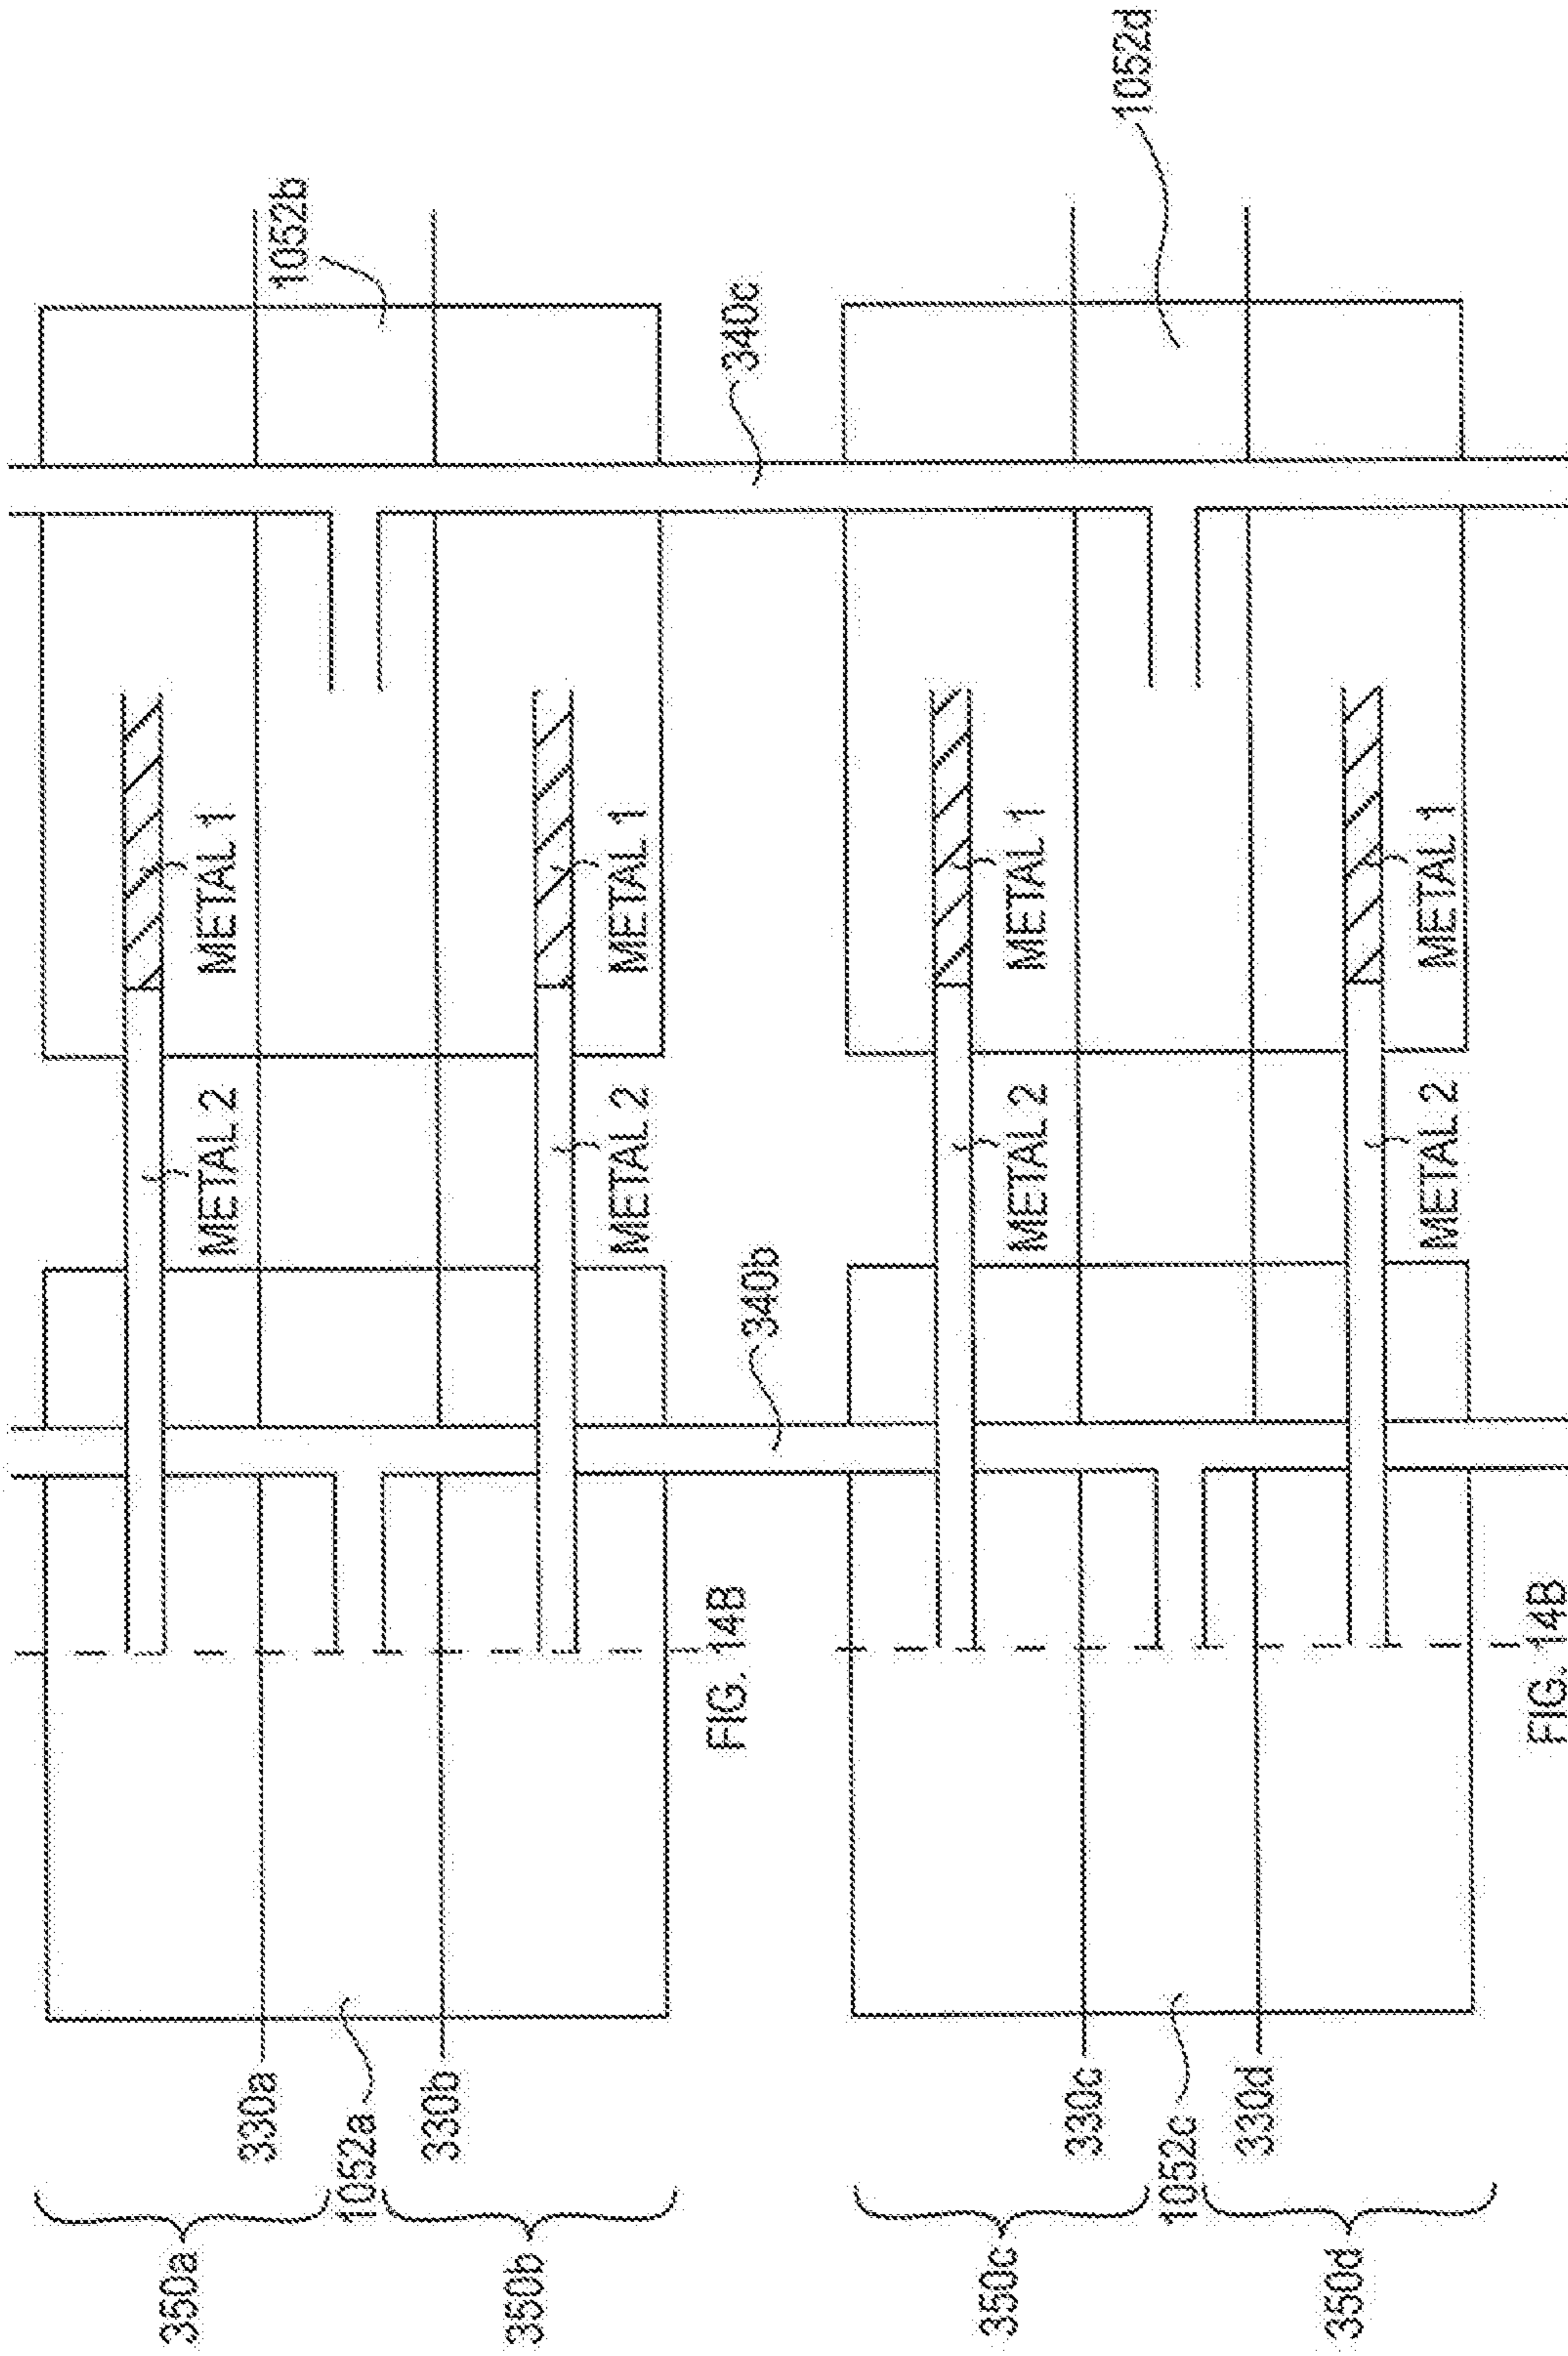 350a
330a
1052a
350b
330b
METAL 2
METAL 1
1052b
METAL 2
METAL 1
FIG. 14B
340b
340c
350c
330c
1052c
350d
330d
METAL 2
METAL 1
1052d
METAL 2
METAL 1
FIG. 14B